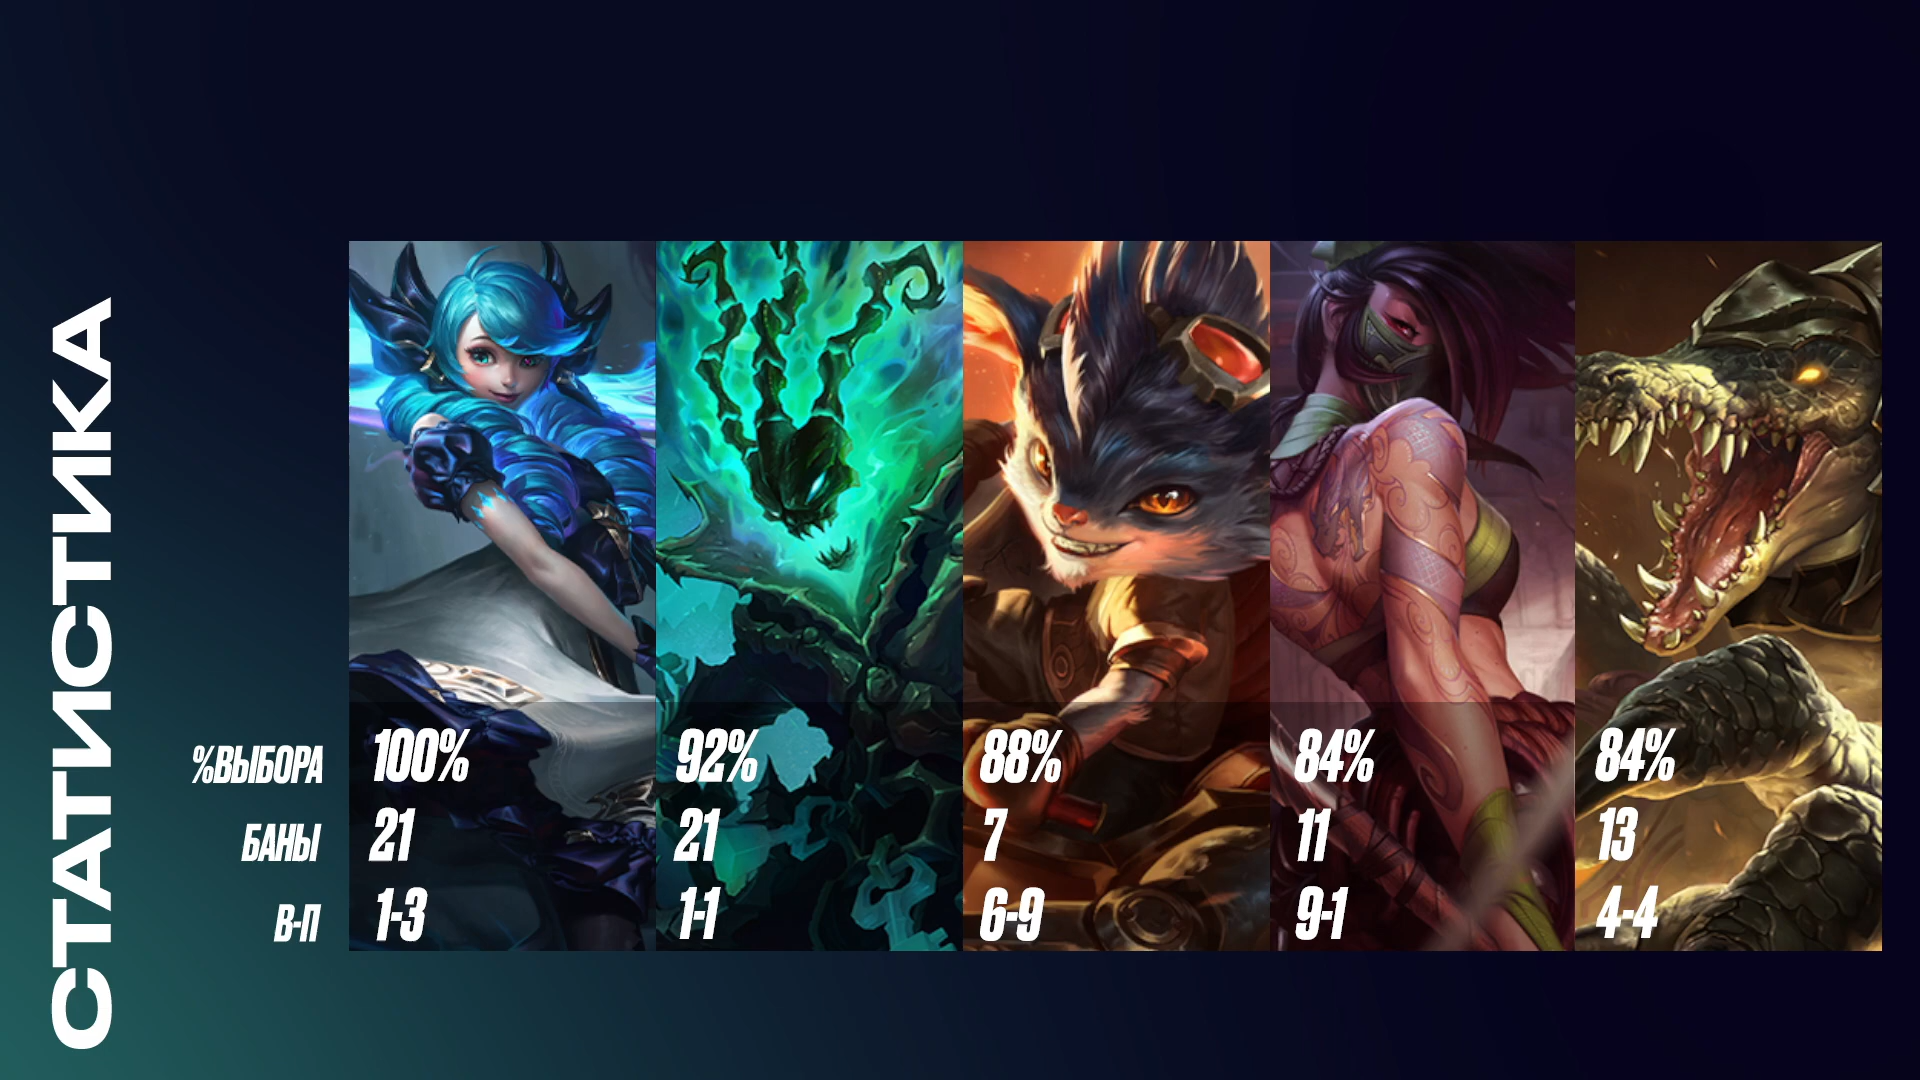 СТАТИСТИКА
%ВЫБОРА 100% 92% 88% 84% 84%
БАНЫ 21 21 7 11 13
В-П 1-3 1-1 6-9 9-1 4-4